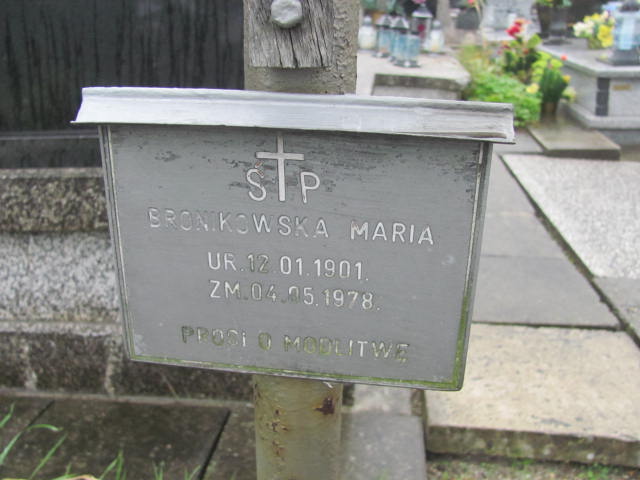 Ś P
BRONIKOWSKA MARIA
UR.12.01.1901.
ZM.04.05.1978.
PROSI O MODLITWĘ